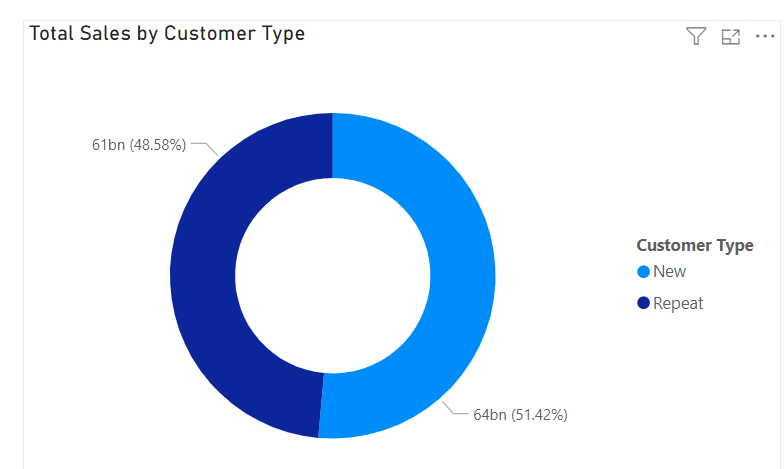 Total Sales by Customer Type
61bn (48.58%)
Customer Type
New
Repeat
64bn (51.42%)